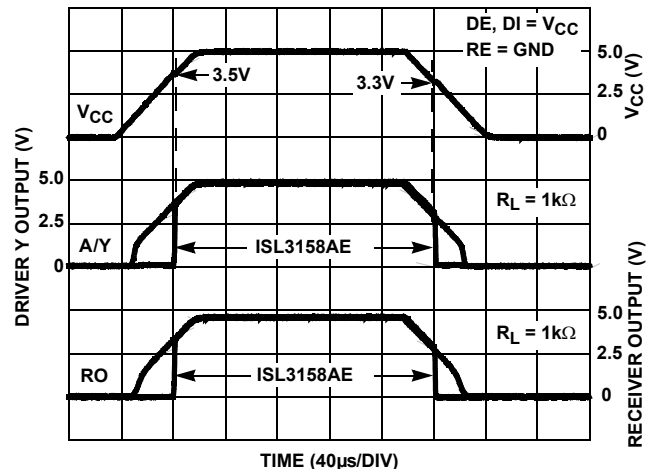 DE, DI = VCC
RE = GND
5.0
2.5
0
VCC (V)
3.5V
3.3V
VCC
DRIVER Y OUTPUT (V)
5.0
2.5
0
RL = 1kΩ
A/Y
ISL3158AE
RECEIVER OUTPUT (V)
5.0
2.5
0
RL = 1kΩ
RO
ISL3158AE
TIME (40µs/DIV)